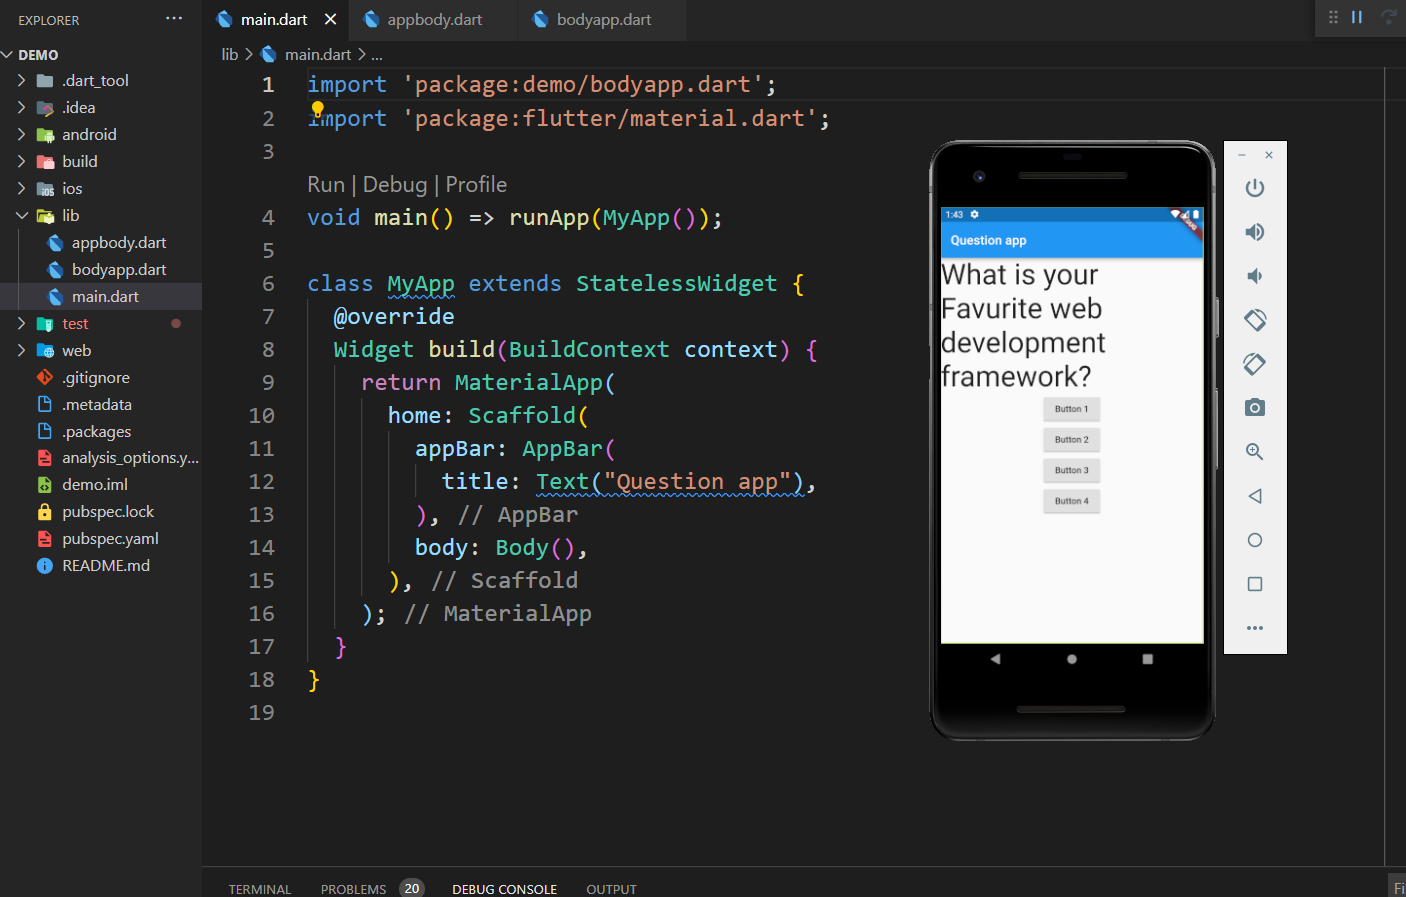 EXPLORER
DEMO
.dart_tool
.idea
android
build
ios
lib
appbody.dart
bodyapp.dart
main.dart
test
web
.gitignore
.metadata
.packages
analysis_options.y...
demo.iml
pubspec.lock
pubspec.yaml
README.md
main.dart appbody.dart bodyapp.dart
lib > main.dart > ...
1 import 'package:demo/bodyapp.dart';
2 import 'package:flutter/material.dart';
3
Run | Debug | Profile
4 void main() => runApp(MyApp());
5
6 class MyApp extends StatelessWidget {
7 @override
8 Widget build(BuildContext context) {
9 return MaterialApp(
10 home: Scaffold(
11 appBar: AppBar(
12 title: Text("Question app"),
13 ), // AppBar
14 body: Body(),
15 ), // Scaffold
16 ); // MaterialApp
17 }
18 }
19
1:43
DEBUG
Question app
What is your
Favurite web
development
framework?
Button 1
Button 2
Button 3
Button 4
TERMINAL PROBLEMS 20 DEBUG CONSOLE OUTPUT
Fi